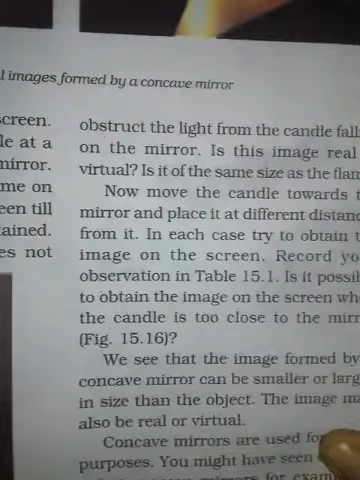 l images formed by a concave mirror
screen.
le at a
mirror.
me on
een till
tained.
es not
obstruct the light from the candle fall
on the mirror. Is this image real
virtual? Is it of the same size as the flam
Now move the candle towards t
mirror and place it at different distanc
from it. In each case try to obtain t
image on the screen. Record yo
observation in Table 15.1. Is it possib
to obtain the image on the screen whe
the candle is too close to the mirr
(Fig. 15.16)?
We see that the image formed by
concave mirror can be smaller or larg
in size than the object. The image ma
also be real or virtual.
Concave mirrors are used for
purposes. You might have seen
mirrors for exam